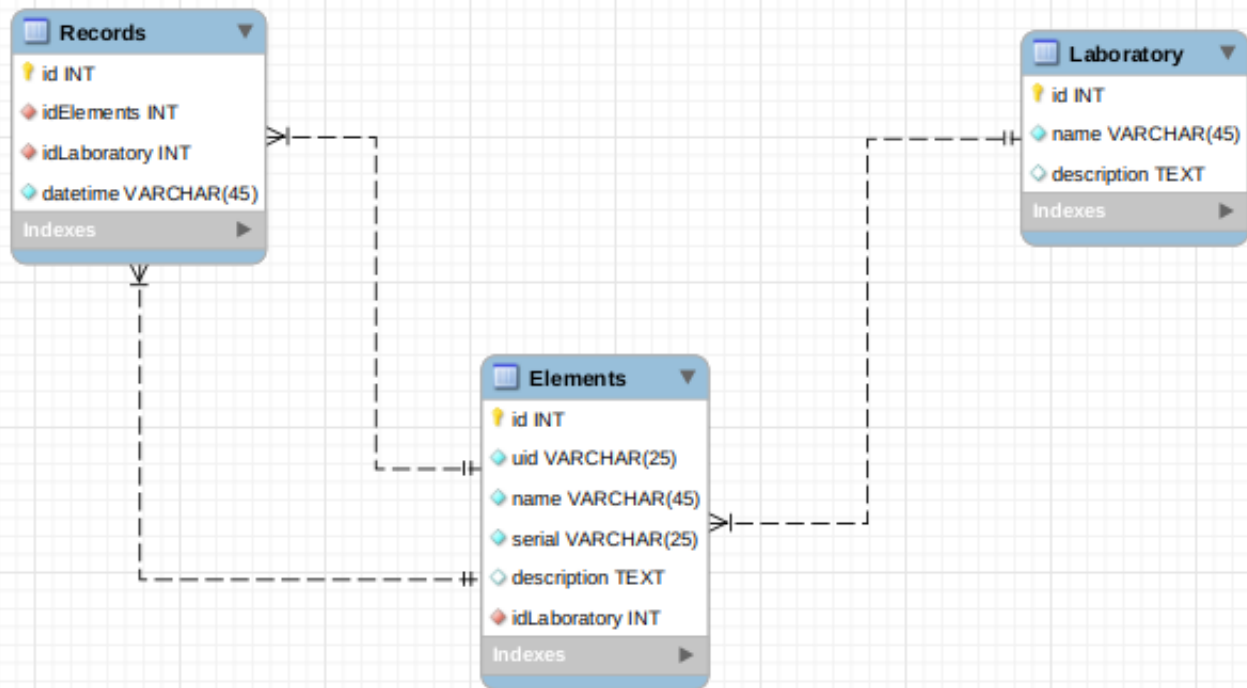 Records
id INT
idElements INT
idLaboratory INT
datetime VARCHAR(45)
Indexes
Laboratory
id INT
name VARCHAR(45)
description TEXT
Indexes
Elements
id INT
uid VARCHAR(25)
name VARCHAR(45)
serial VARCHAR(25)
description TEXT
idLaboratory INT
Indexes